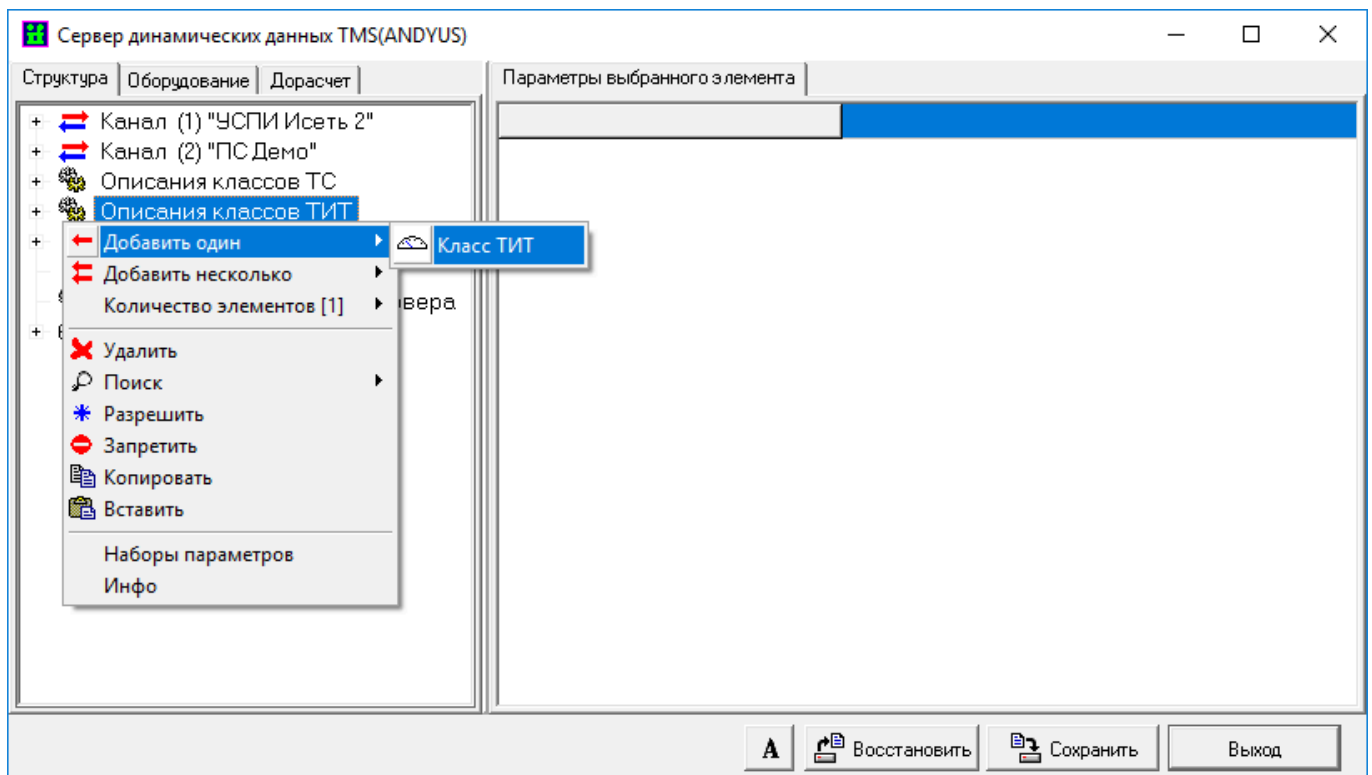 Сервер динамических данных TMS(ANDYUS)
Структура Оборудование Дорасчет
Параметры выбранного элемента
Канал (1) "УСПИ Исеть 2"
Канал (2) "ПС Демо"
Описания классов ТС
Описания классов ТИТ
Добавить один
Класс ТИТ
Добавить несколько
Количество элементов [1]
Удалить
Поиск
Разрешить
Запретить
Копировать
Вставить
Наборы параметров
Инфо
A Восстановить Сохранить Выход